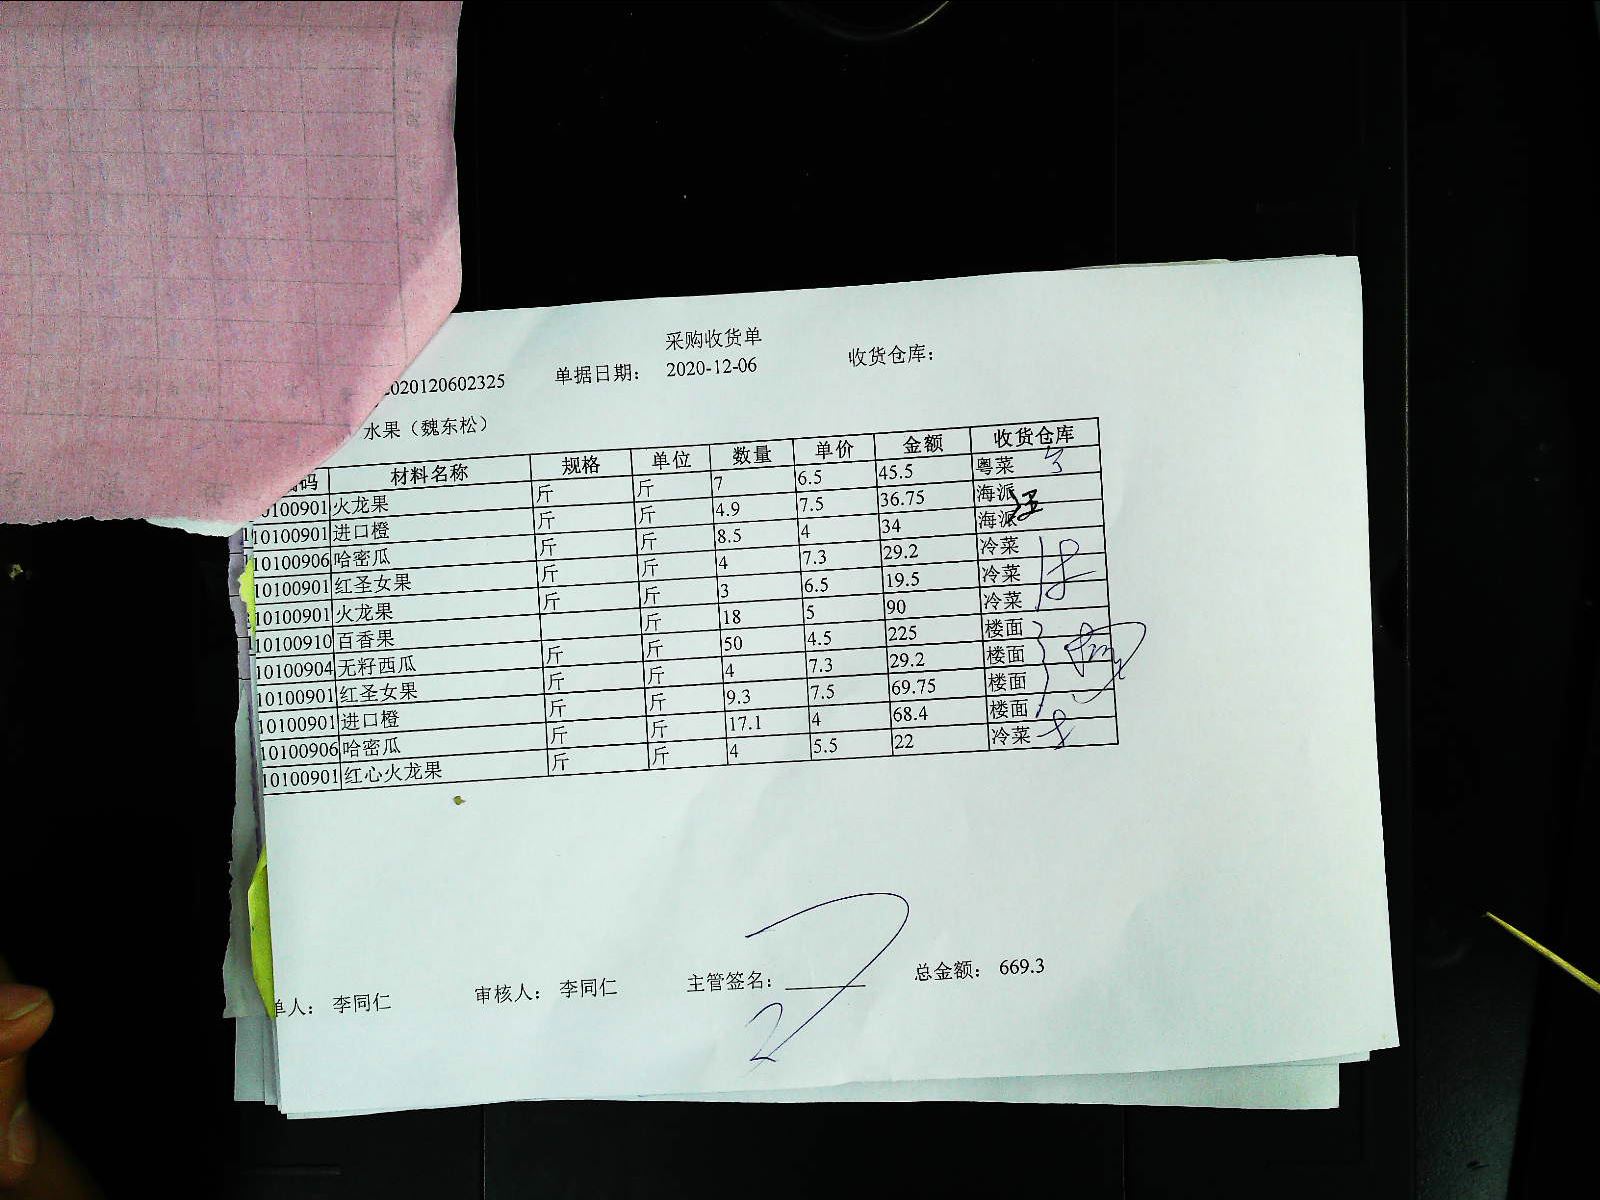 采购收货单
2020120602325 单据日期： 2020-12-06 收货仓库：
水果（魏东松）
码 材料名称 规格 单位 数量 单价 金额 收货仓库
0100901 火龙果 斤 斤 7 6.5 45.5 粤菜
10100901 进口橙 斤 斤 4.9 7.5 36.75 海派
10100906 哈密瓜 斤 斤 8.5 4 34 海派
10100901 红圣女果 斤 斤 4 7.3 29.2 冷菜
10100901 火龙果 斤 斤 3 6.5 19.5 冷菜
10100910 百香果 斤 18 5 90 冷菜
10100904 无籽西瓜 斤 斤 50 4.5 225 楼面
10100901 红圣女果 斤 斤 4 7.3 29.2 楼面
10100901 进口橙 斤 斤 9.3 7.5 69.75 楼面
10100906 哈密瓜 斤 斤 17.1 4 68.4 楼面
10100901 红心火龙果 斤 斤 4 5.5 22 冷菜
单人： 李同仁 审核人： 李同仁 主管签名： 总金额： 669.3